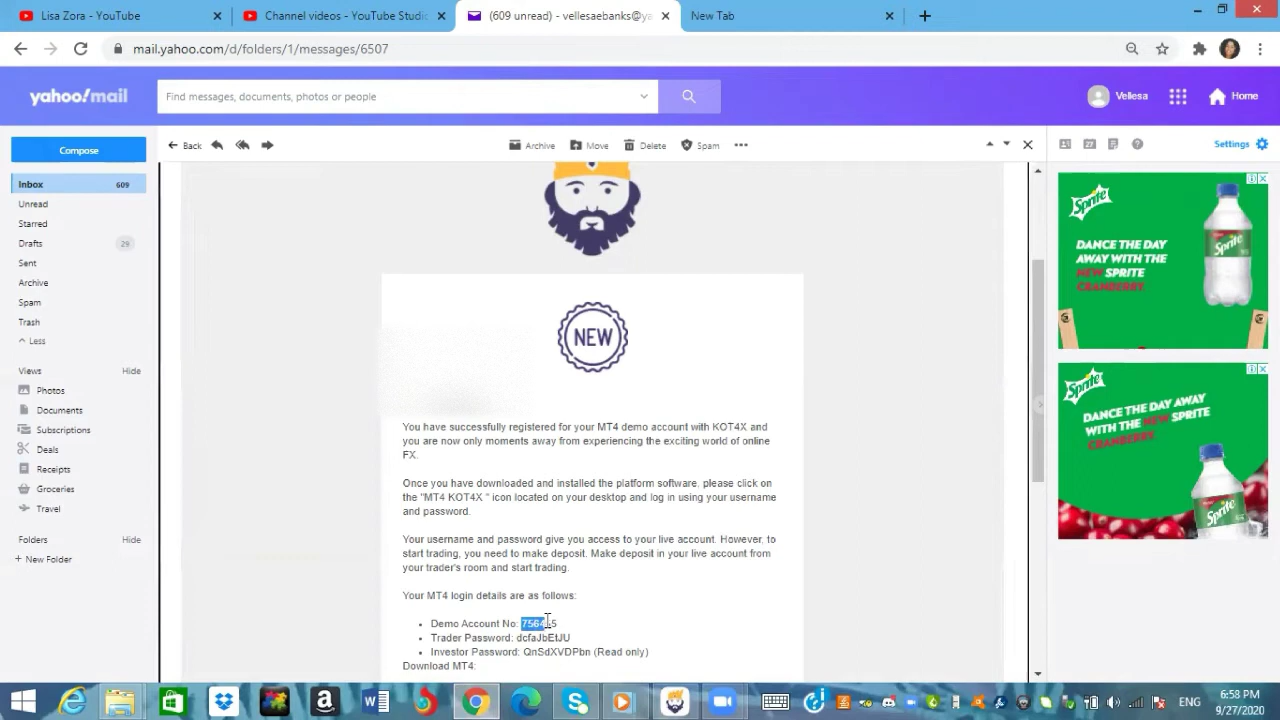 Lisa Zora - YouTube
Channel videos - YouTube Studio
(609 unread) - vellesaebanks@ya
New Tab
mail.yahoo.com/d/folders/1/messages/6507
yahoo!mail
Find messages, documents, photos or people
Vellesa
Home
Compose
Back
Archive
Move
Delete
Spam
Settings
Inbox 609
Unread
Starred
Drafts 29
Sent
Archive
Spam
Trash
Less
Views Hide
Photos
Documents
Subscriptions
Deals
Receipts
Groceries
Travel
Folders Hide
+ New Folder
NEW
You have successfully registered for your MT4 demo account with KOT4X and
you are now only moments away from experiencing the exciting world of online
FX.
Once you have downloaded and installed the platform software, please click on
the "MT4 KOT4X " icon located on your desktop and log in using your username
and password.
Your username and password give you access to your live account. However, to
start trading, you need to make deposit. Make deposit in your live account from
your trader's room and start trading.
Your MT4 login details are as follows:
Demo Account No:
Trader Password: dcfaJbEtJU
Investor Password: QnSdXVDPbn (Read only)
Download MT4:
Sprite
DANCE THE DAY
AWAY WITH THE
NEW SPRITE
CRANBERRY.
Sprite
DANCE THE DAY AWAY
WITH THE NEW SPRITE
CRANBERRY.
ENG
6:58 PM
9/27/2020